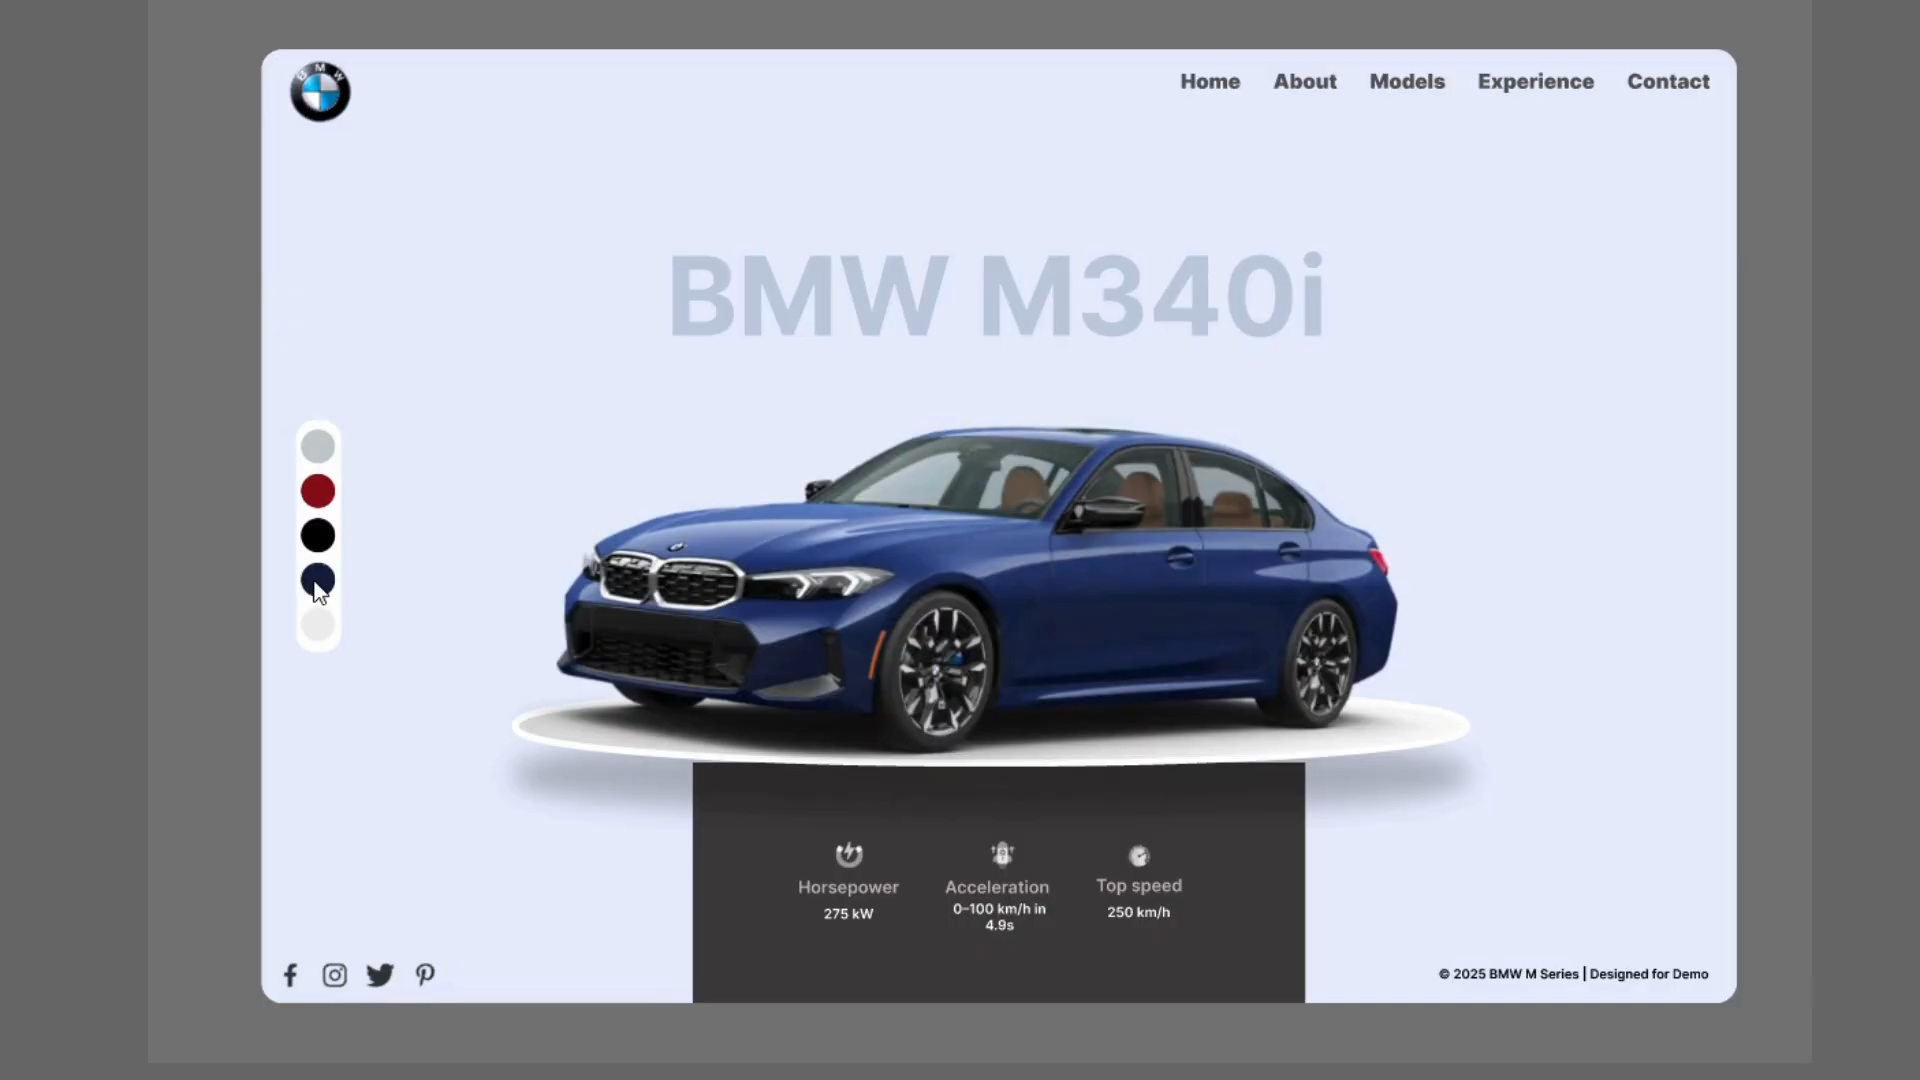 BMW
Home About Models Experience Contact
BMW M340i
Horsepower
275 kW
Acceleration
0–100 km/h in
4.9s
Top speed
250 km/h
© 2025 BMW M Series | Designed for Demo